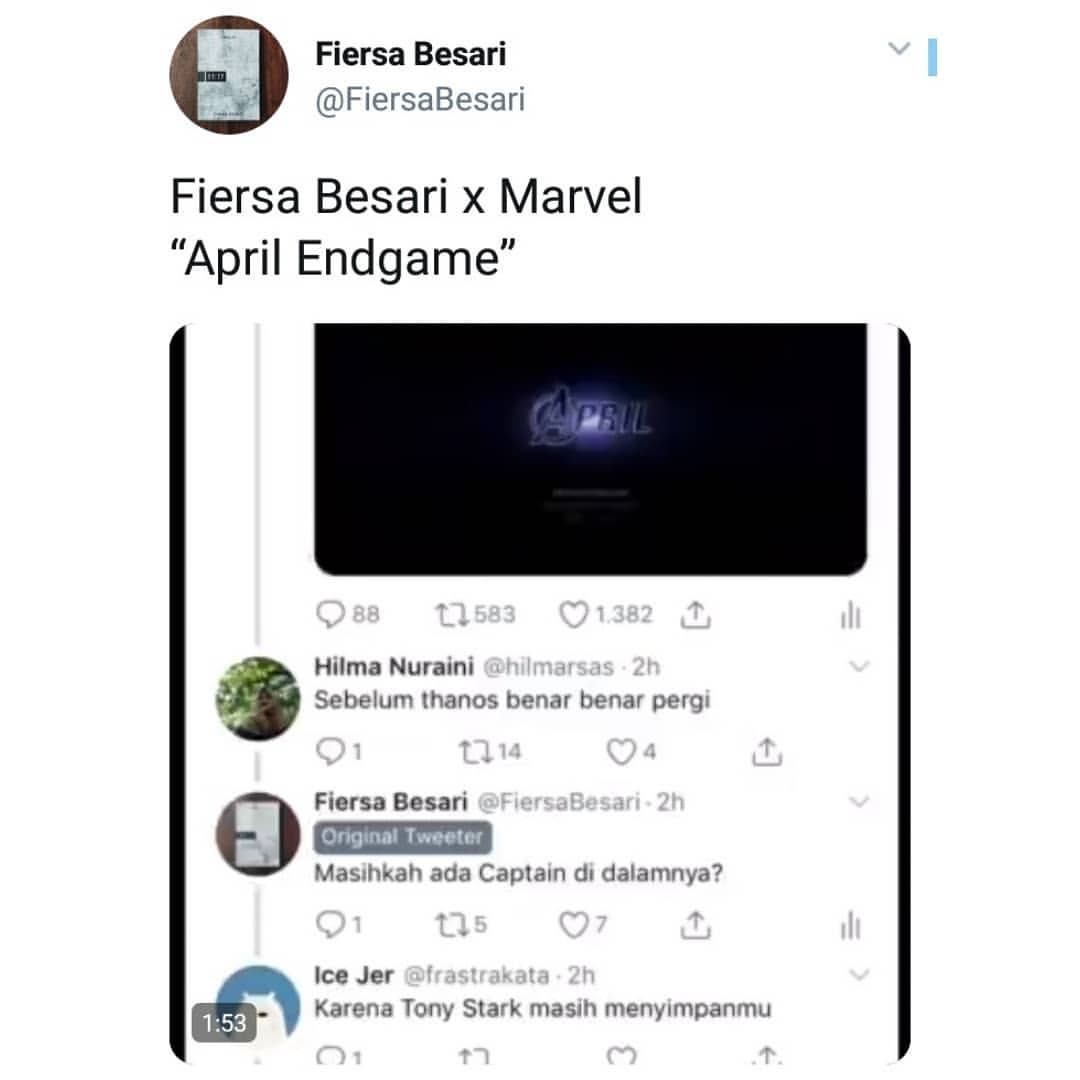 Fiersa Besari
@FiersaBesari
Fiersa Besari x Marvel
“April Endgame”
APRIL
88 583 1.382
Hilma Nuraini @hilmarsas · 2h
Sebelum thanos benar benar pergi
1 14 4
Fiersa Besari @FiersaBesari · 2h
Original Tweeter
Masihkah ada Captain di dalamnya?
1 5 7
Ice Jer @frastrakata · 2h
Karena Tony Stark masih menyimpanmu
1:53
1